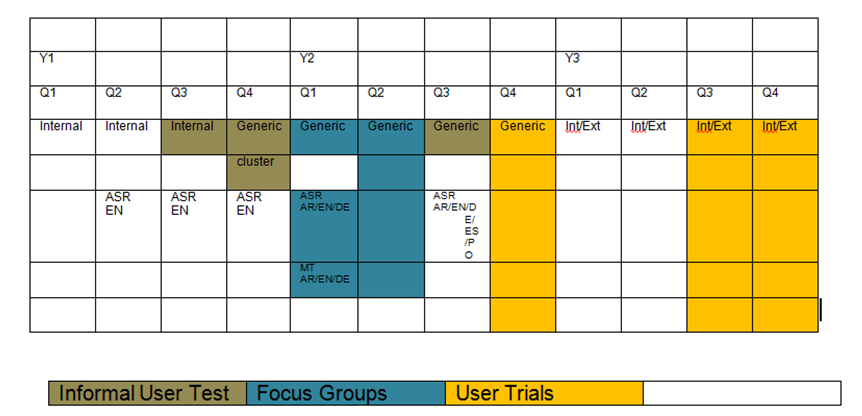 Y1 Y2 Y3
Q1 Q2 Q3 Q4 Q1 Q2 Q3 Q4 Q1 Q2 Q3 Q4
Internal Internal Internal Generic Generic Generic Generic Generic Int/Ext Int/Ext Int/Ext Int/Ext
cluster
ASR
EN
ASR
EN
ASR
EN
ASR
AR/EN/DE
ASR
AR/EN/D
E/
ES
/P
O
MT
AR/EN/DE
Informal User Test Focus Groups User Trials